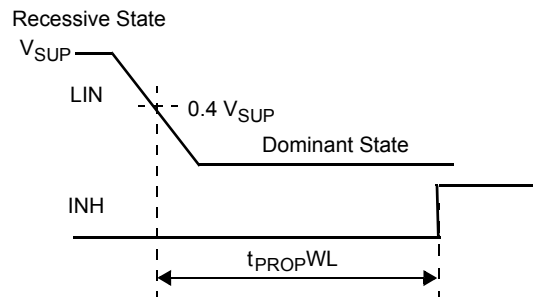 Recessive State
VSUP
LIN
0.4 VSUP
Dominant State
INH
tPROPWL